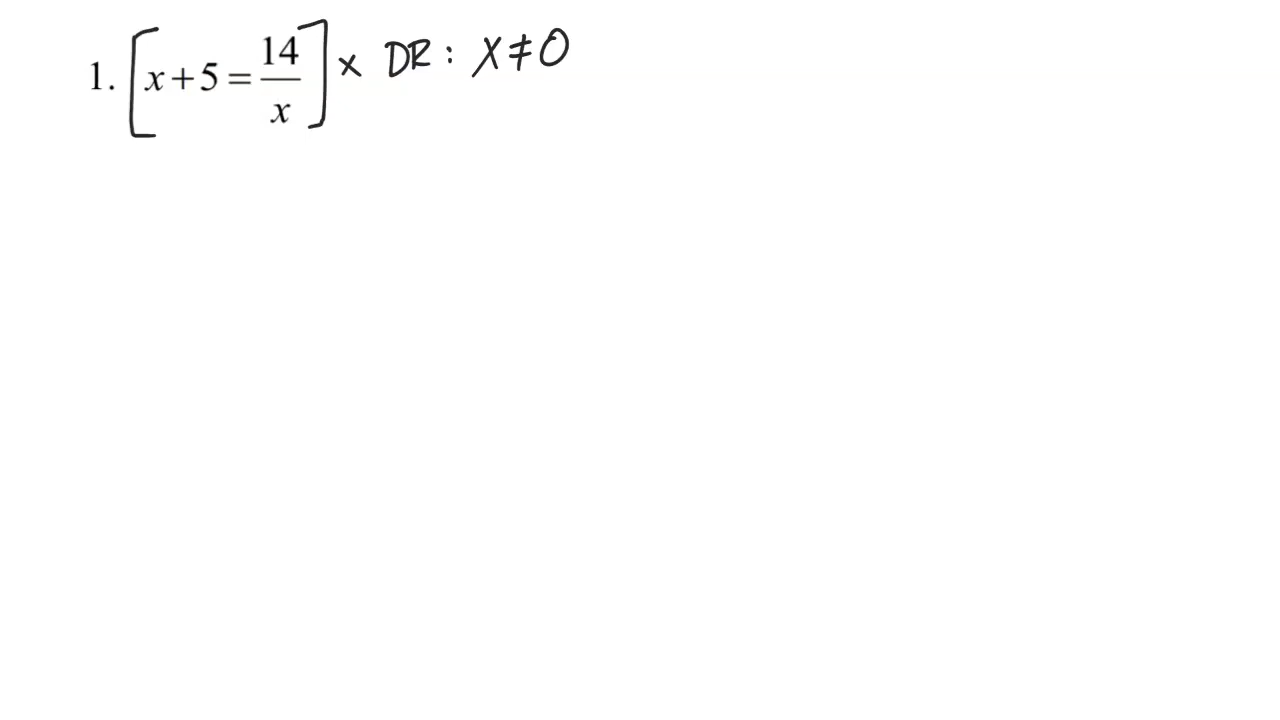 1. [x + 5 = 14/x] x DR : X ≠ 0